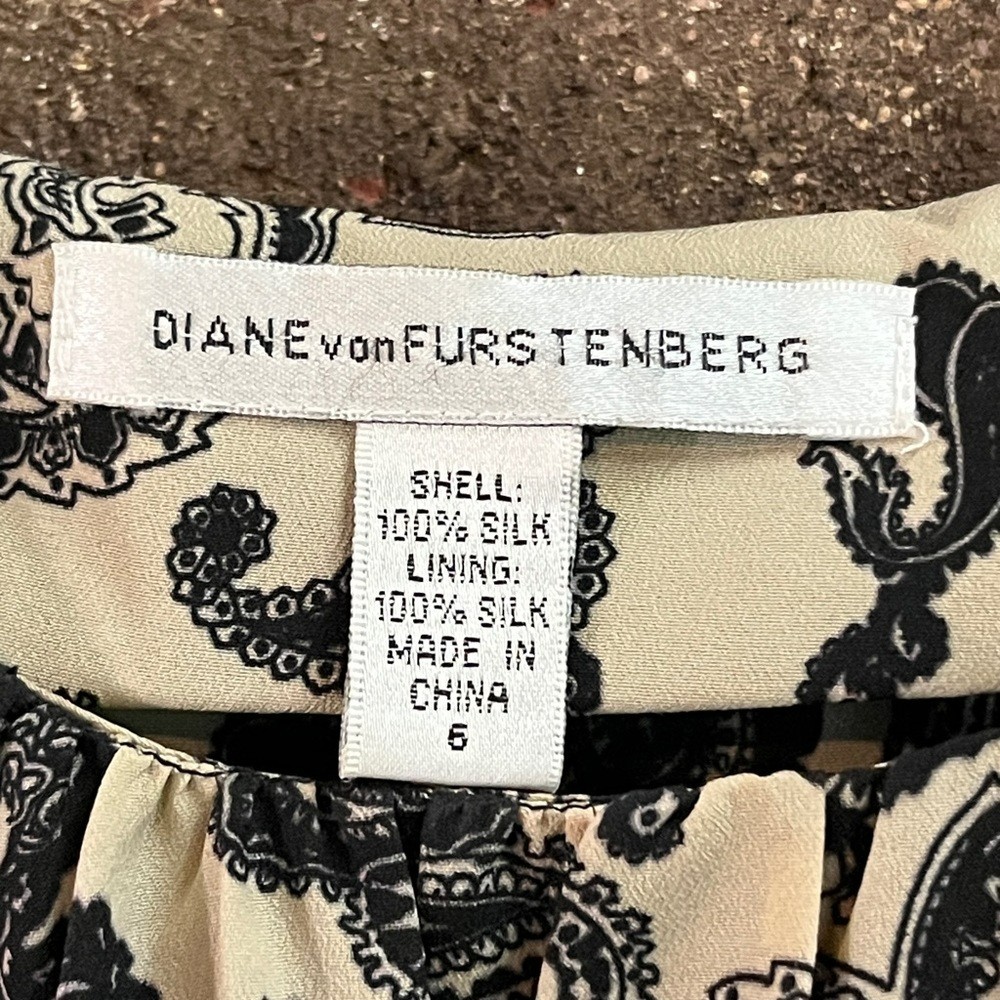 DIANE von FURSTENBERG
SHELL:
100% SILK
LINING:
100% SILK
MADE IN
CHINA
6